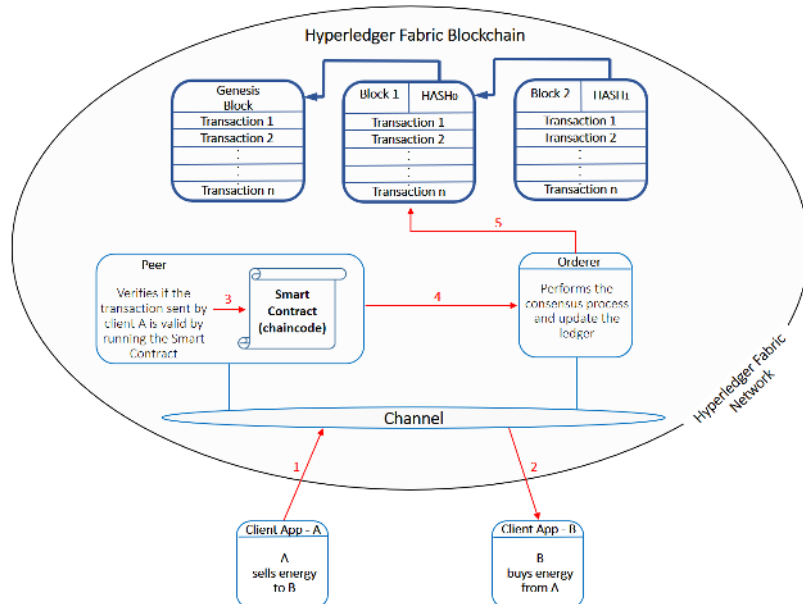 Hyperledger Fabric Blockchain
Genesis
Block
Transaction 1
Transaction 2
:
:
Transaction n
Block 1
HASH0
Transaction 1
Transaction 2
:
:
Transaction n
Block 2
HASH1
Transaction 1
Transaction 2
:
:
Transaction n
5
Peer
Verifies if the
transaction sent by
client A is valid by
running the Smart
Contract
3
Smart
Contract
(chaincode)
4
Orderer
Performs the
consensus process
and update the
ledger
Hyperledger Fabric
Network
Channel
1
2
Client App - A
A
sells energy
to B
Client App - B
B
buys energy
from A